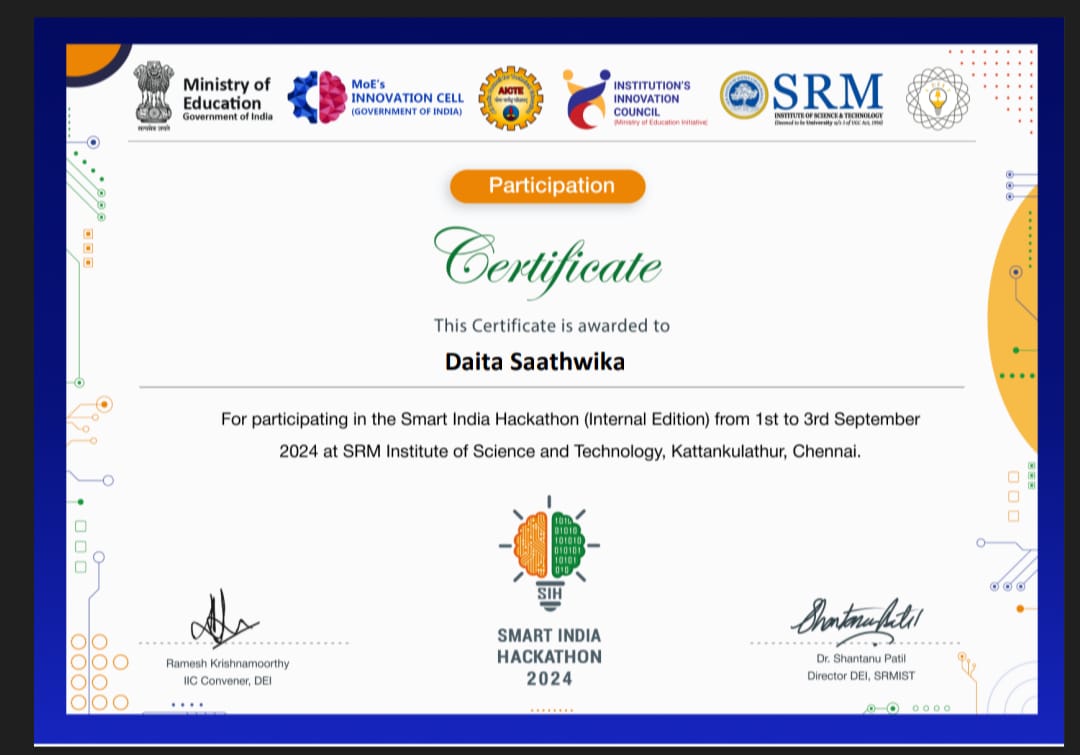 Ministry of
Education
Government of India
सत्यमेव जयते
MoE's
INNOVATION CELL
(GOVERNMENT OF INDIA)
AICTE
INSTITUTION'S
INNOVATION
COUNCIL
(Ministry of Education Initiative)
SRM
INSTITUTE OF SCIENCE & TECHNOLOGY
(Deemed to be University u/s 3 of UGC Act, 1956)
Participation
Certificate
This Certificate is awarded to
Daita Saathwika
For participating in the Smart India Hackathon (Internal Edition) from 1st to 3rd September
2024 at SRM Institute of Science and Technology, Kattankulathur, Chennai.
1010
01010
101010
010101
10101
010
SIH
SMART INDIA
HACKATHON
2024
Ramesh Krishnamoorthy
IIC Convener, DEI
Shantanu Patil
Dr. Shantanu Patil
Director DEI, SRMIST